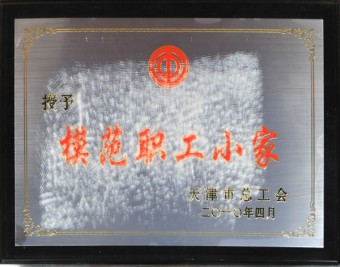 授予
模范职工小家
天津市总工会
二〇一〇年四月